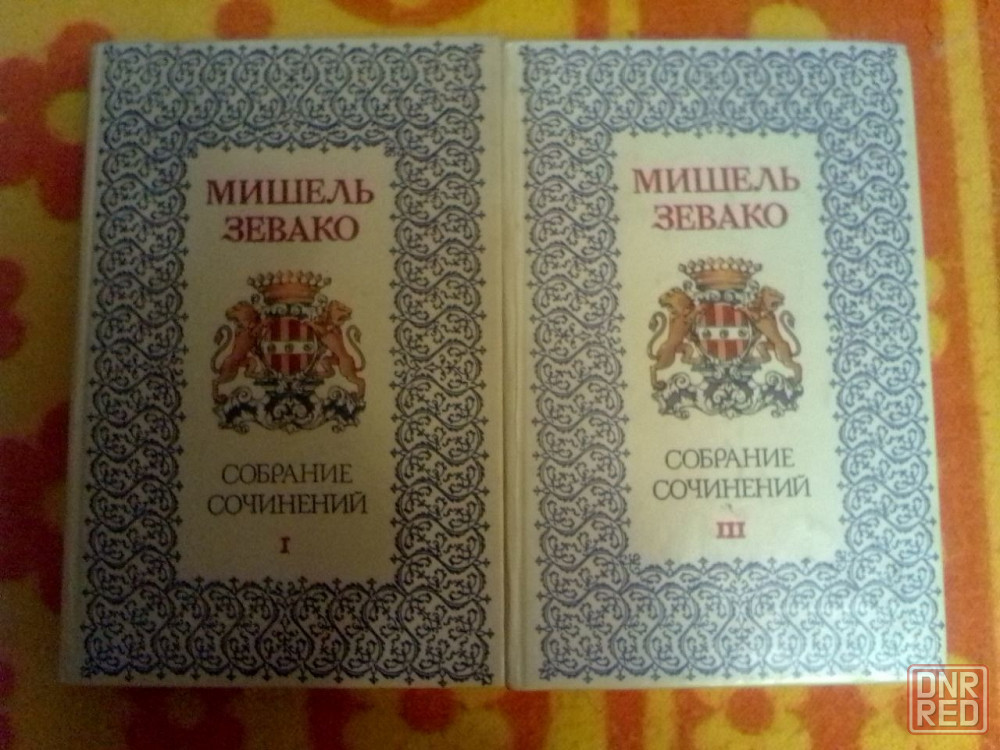 МИШЕЛЬ
ЗЕВАКО
СОБРАНИЕ
СОЧИНЕНИЙ
I
МИШЕЛЬ
ЗЕВАКО
СОБРАНИЕ
СОЧИНЕНИЙ
III
DNR
RED